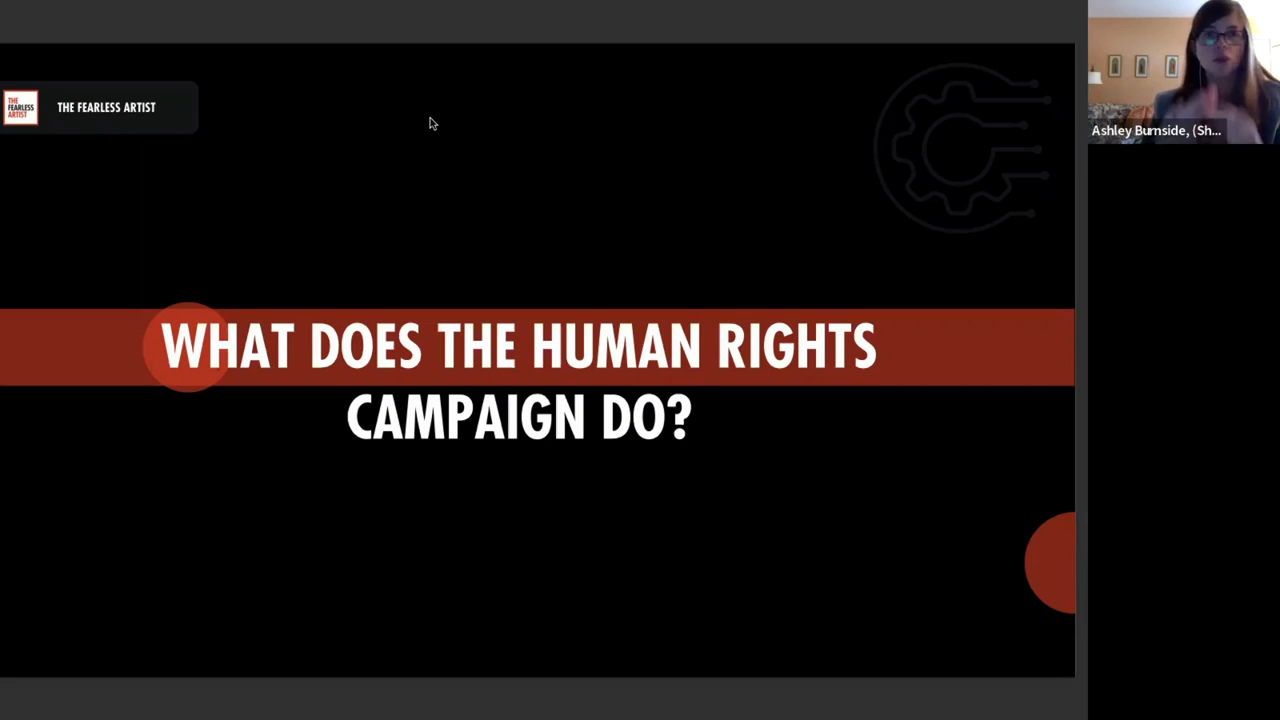 THE
FEARLESS
ARTIST
THE FEARLESS ARTIST
Ashley Burnside, (Sh...
WHAT DOES THE HUMAN RIGHTS
CAMPAIGN DO?